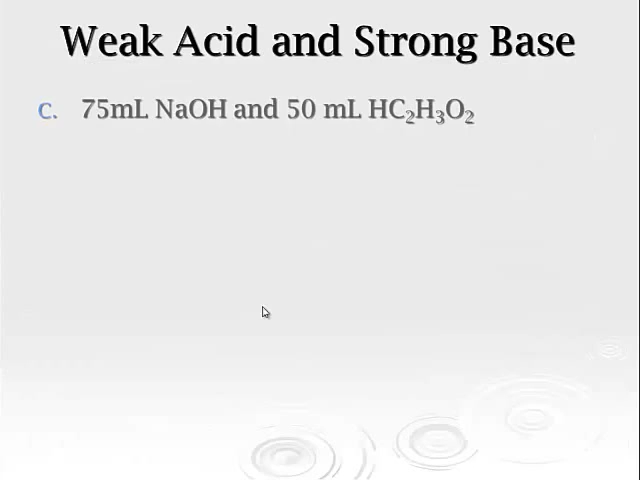 Weak Acid and Strong Base
c. 75mL NaOH and 50 mL HC₂H₃O₂